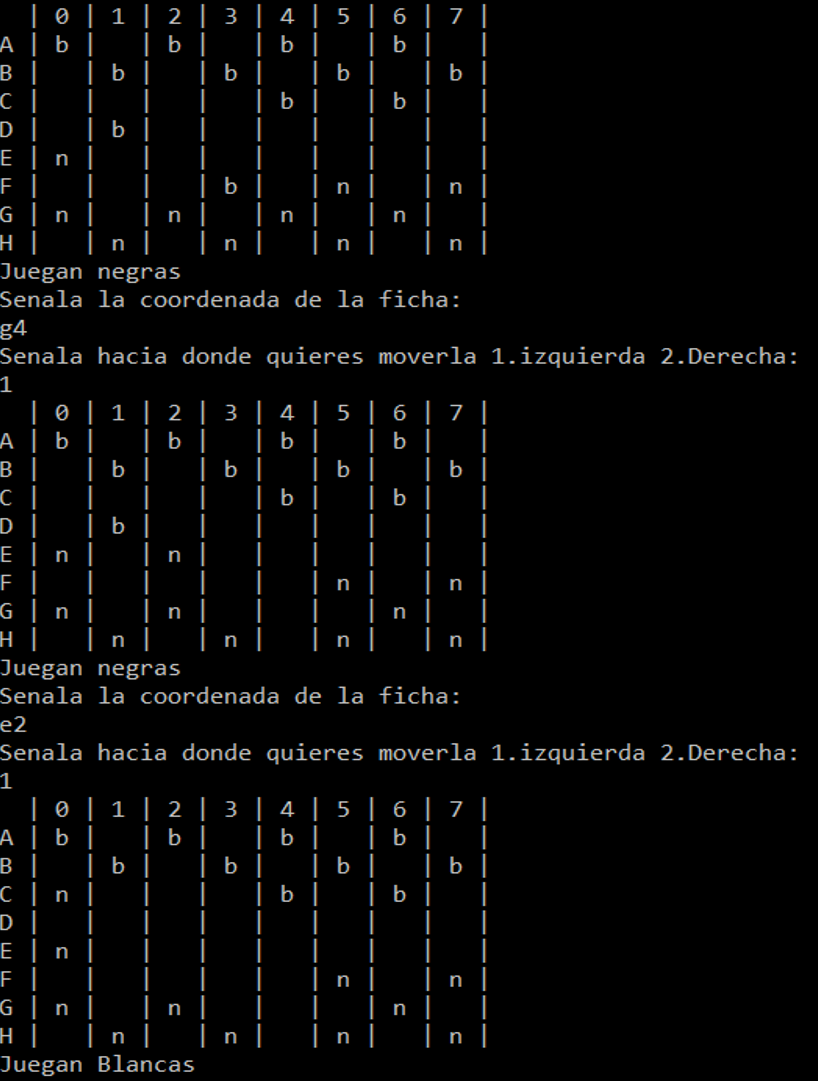 | 0 | 1 | 2 | 3 | 4 | 5 | 6 | 7 |
A | b |   | b |   | b |   | b |   |
B |   | b |   | b |   | b |   | b |
C |   |   |   |   | b |   | b |   |
D |   | b |   |   |   |   |   |   |
E | n |   |   |   |   |   |   |   |
F |   |   |   | b |   | n |   | n |
G | n |   | n |   | n |   | n |   |
H |   | n |   | n |   | n |   | n |
Juegan negras
Senala la coordenada de la ficha:
g4
Senala hacia donde quieres moverla 1.izquierda 2.Derecha:
1
  | 0 | 1 | 2 | 3 | 4 | 5 | 6 | 7 |
A | b |   | b |   | b |   | b |   |
B |   | b |   | b |   | b |   | b |
C |   |   |   |   | b |   | b |   |
D |   | b |   |   |   |   |   |   |
E | n |   | n |   |   |   |   |   |
F |   |   |   |   |   | n |   | n |
G | n |   | n |   |   |   | n |   |
H |   | n |   | n |   | n |   | n |
Juegan negras
Senala la coordenada de la ficha:
e2
Senala hacia donde quieres moverla 1.izquierda 2.Derecha:
1
  | 0 | 1 | 2 | 3 | 4 | 5 | 6 | 7 |
A | b |   | b |   | b |   | b |   |
B |   | b |   | b |   | b |   | b |
C | n |   |   |   | b |   | b |   |
D |   |   |   |   |   |   |   |   |
E | n |   |   |   |   |   |   |   |
F |   |   |   |   |   | n |   | n |
G | n |   | n |   |   |   | n |   |
H |   | n |   | n |   | n |   | n |
Juegan Blancas